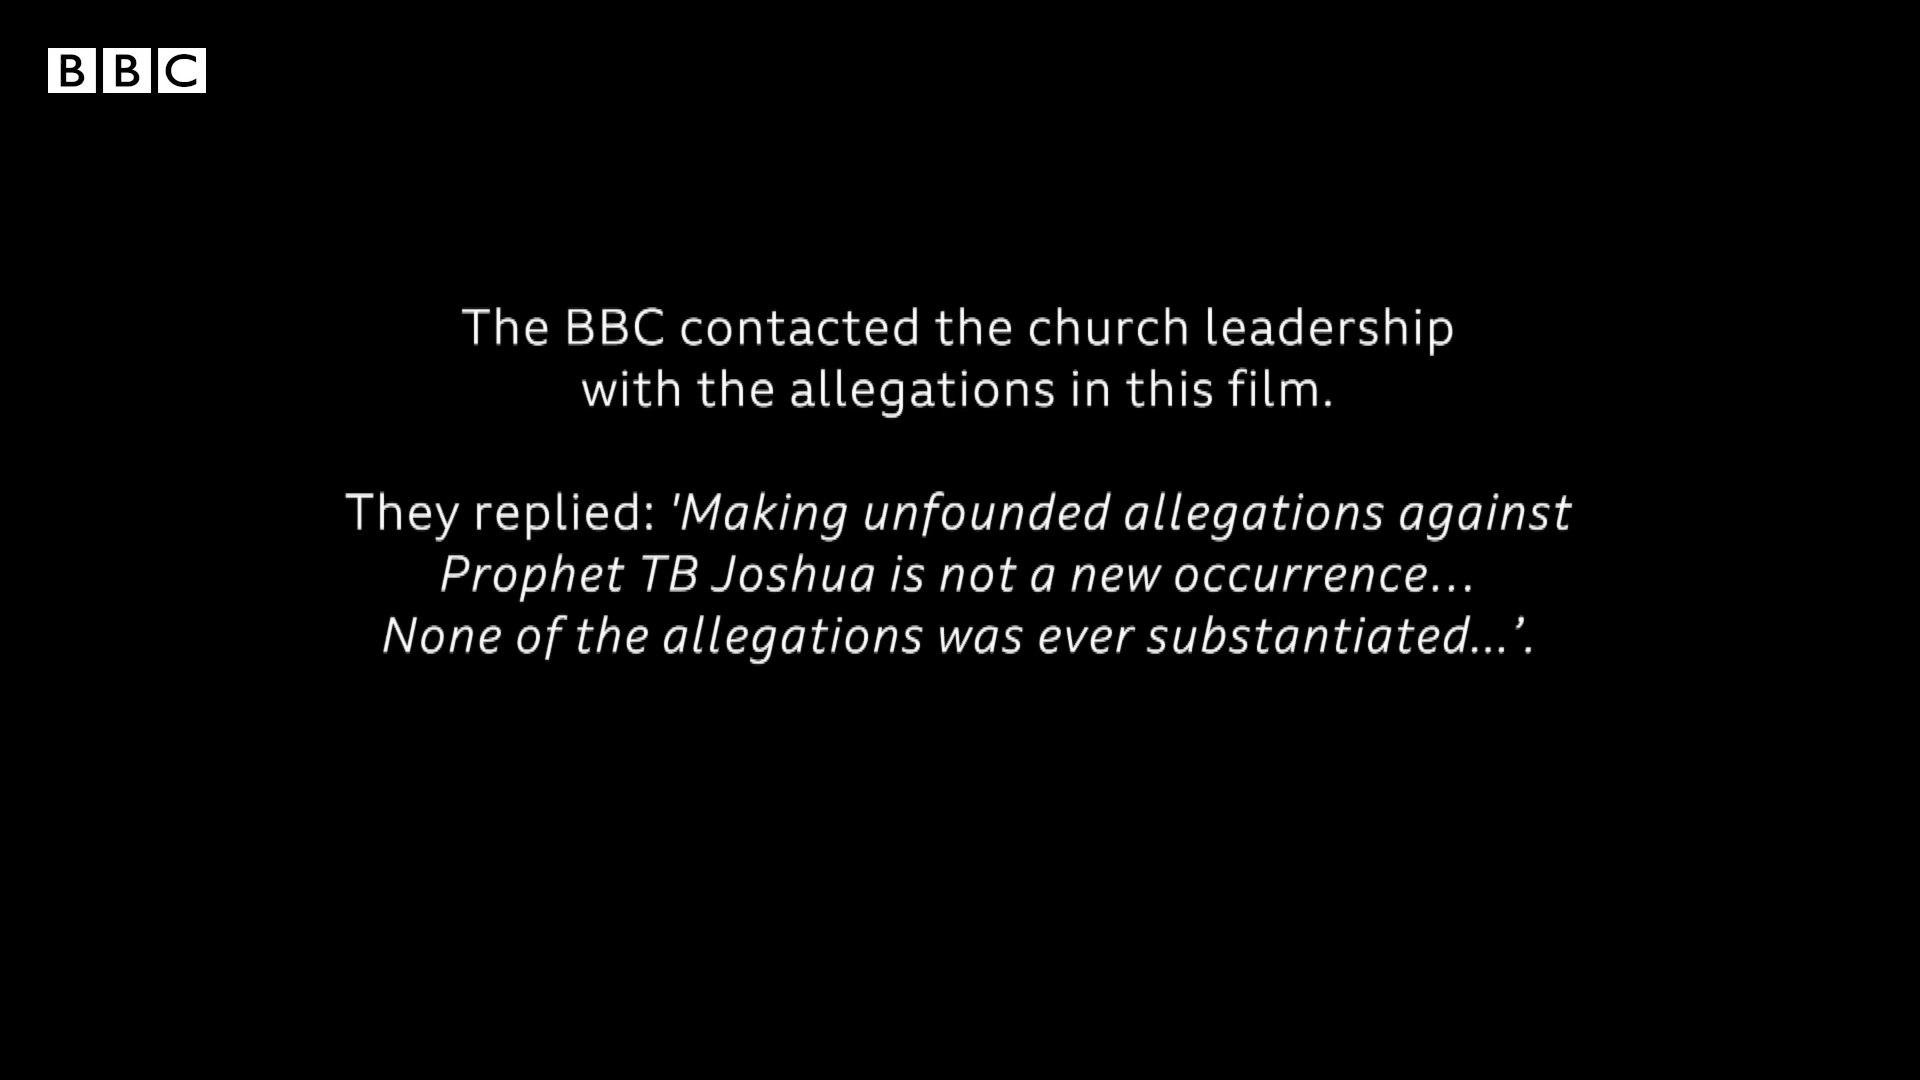 BBC
The BBC contacted the church leadership
with the allegations in this film.
They replied: 'Making unfounded allegations against
Prophet TB Joshua is not a new occurrence...
None of the allegations was ever substantiated...’.